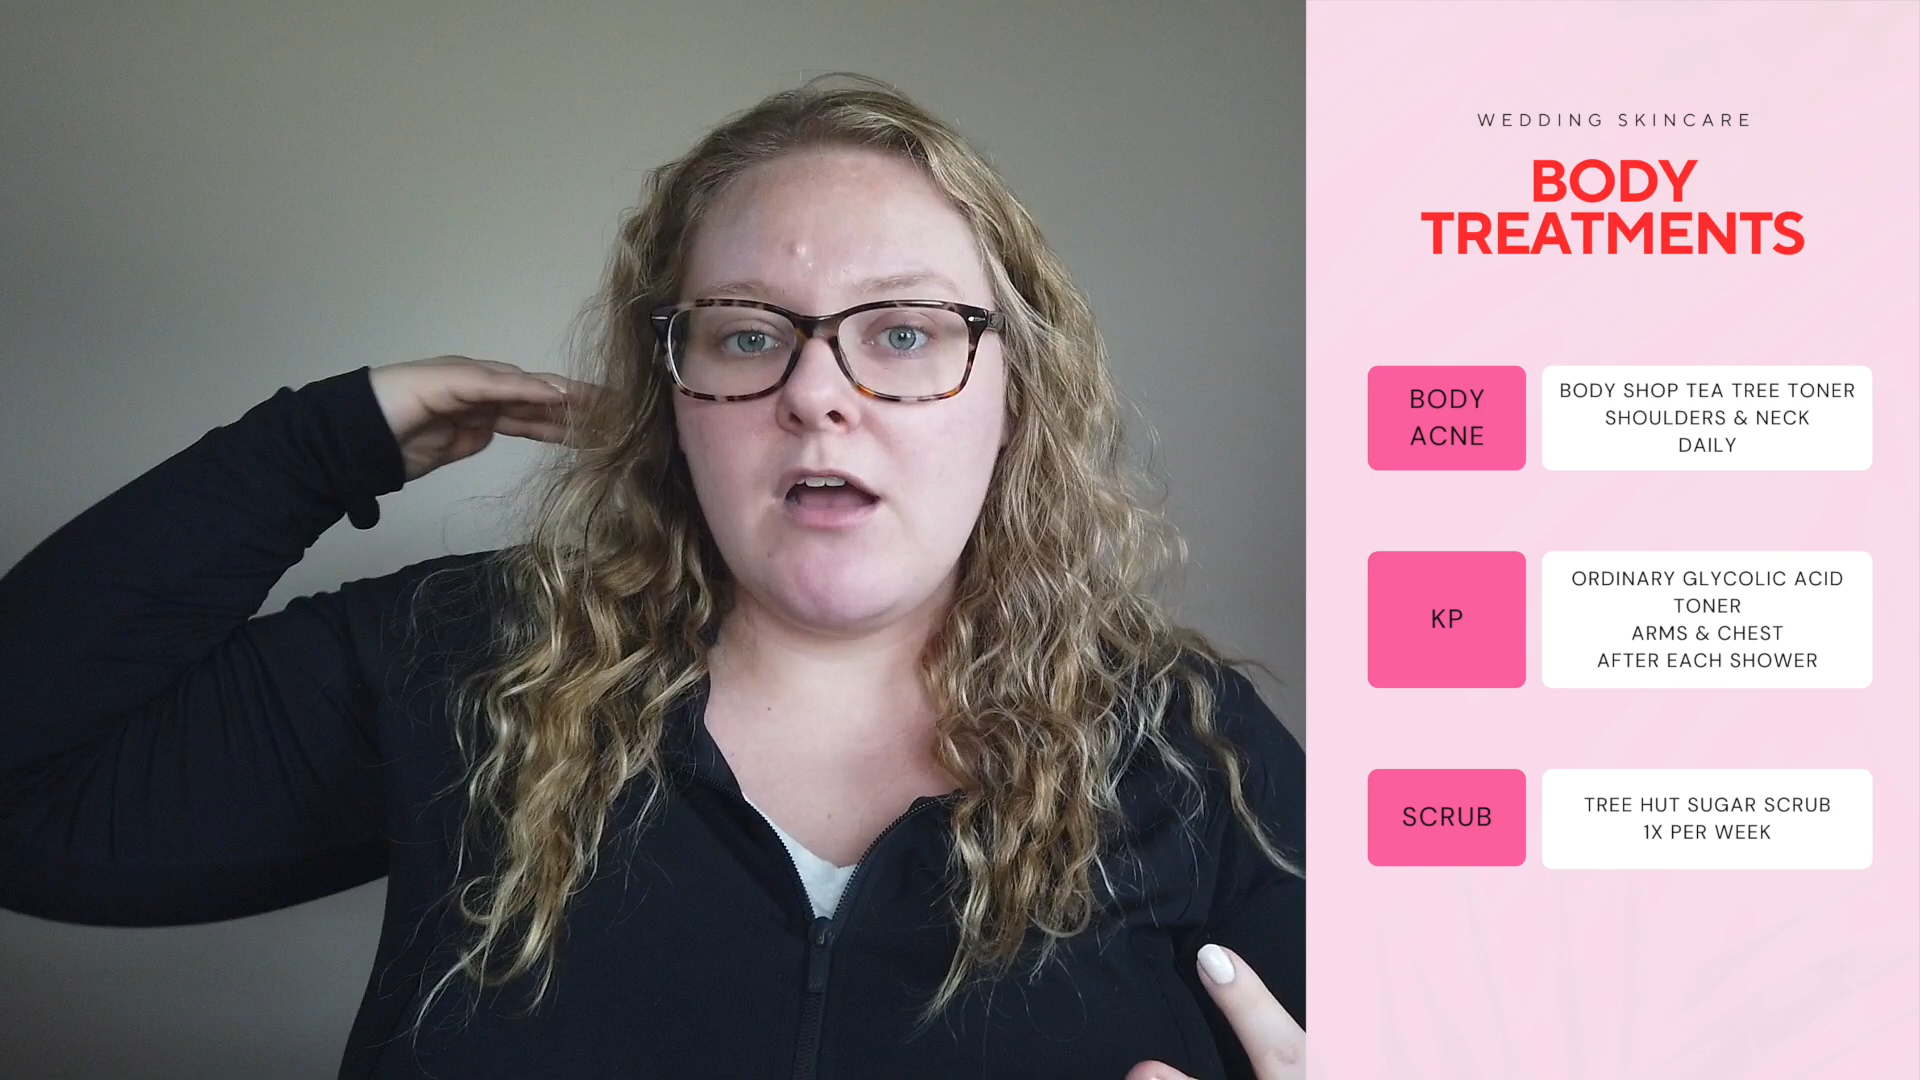 WEDDING SKINCARE
BODY
TREATMENTS
BODY
ACNE
BODY SHOP TEA TREE TONER
SHOULDERS & NECK
DAILY
KP
ORDINARY GLYCOLIC ACID
TONER
ARMS & CHEST
AFTER EACH SHOWER
SCRUB
TREE HUT SUGAR SCRUB
1X PER WEEK